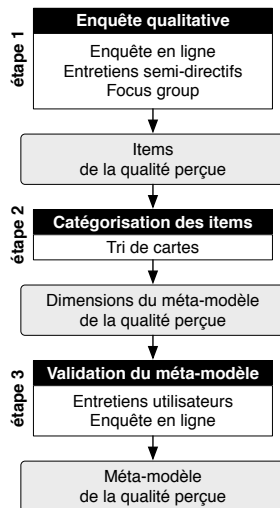 étape 1
Enquête qualitative
Enquête en ligne
Entretiens semi-directifs
Focus group
Items
de la qualité perçue
étape 2
Catégorisation des items
Tri de cartes
Dimensions du méta-modèle
de la qualité perçue
étape 3
Validation du méta-modèle
Entretiens utilisateurs
Enquête en ligne
Méta-modèle
de la qualité perçue